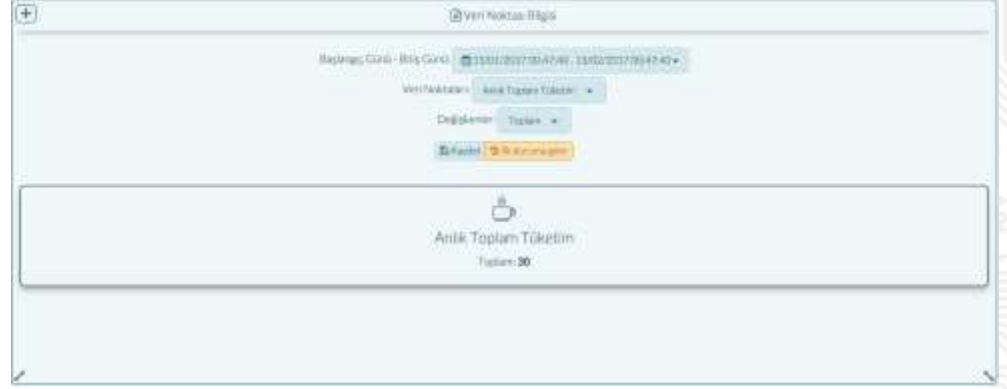 Veri Noktası Bilgisi
Başlangıç Günü - Bitiş Günü:
Veri Noktaları: Anlık Toplam Tüketim
Değişkenler: Toplam
Kaydet
Anlık Toplam Tüketim
Toplam: 30